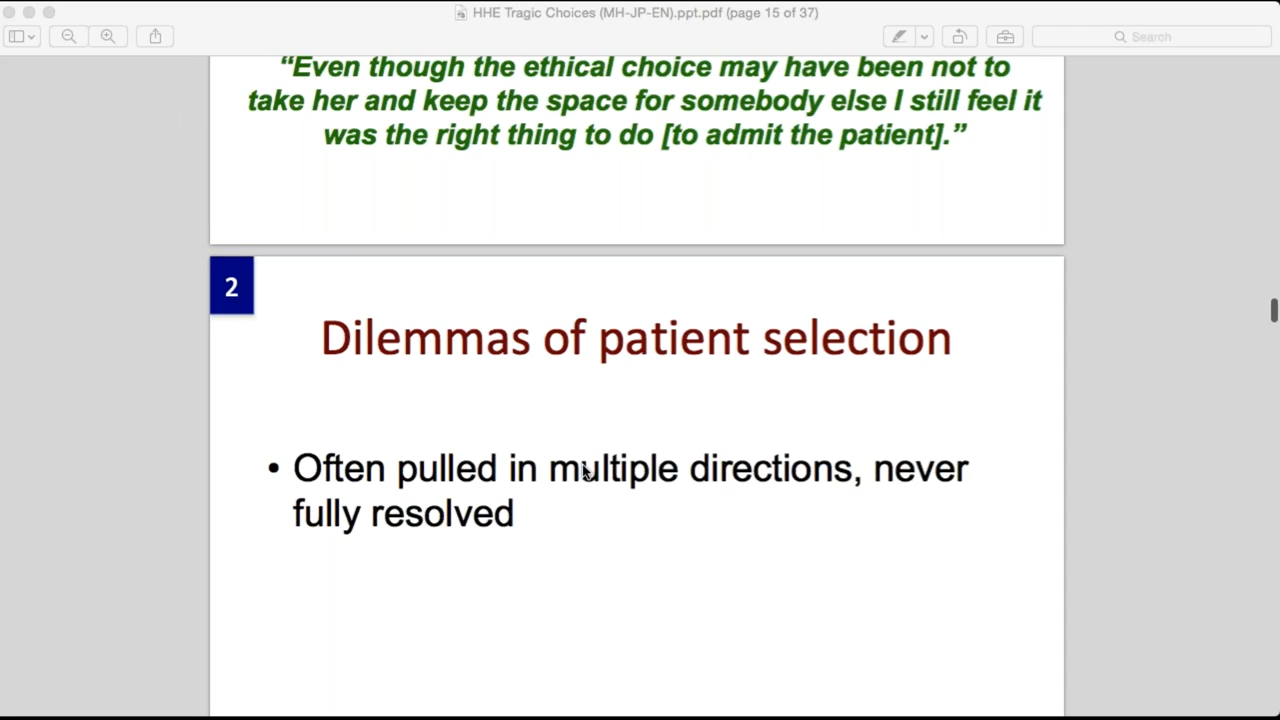 HHE Tragic Choices (MH-JP-EN).ppt.pdf (page 15 of 37)
Search
“Even though the ethical choice may have been not to
take her and keep the space for somebody else I still feel it
was the right thing to do [to admit the patient].”
2
Dilemmas of patient selection
• Often pulled in multiple directions, never
fully resolved